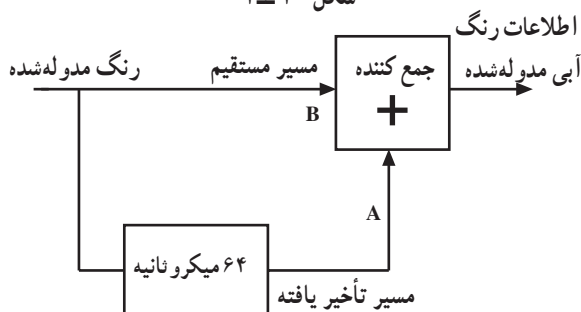 اطلاعات رنگ
آبی مدوله‌شده
جمع کننده
+
مسیر مستقیم
رنگ مدوله‌شده
B
A
۶۴ میکروثانیه
مسیر تأخیر یافته